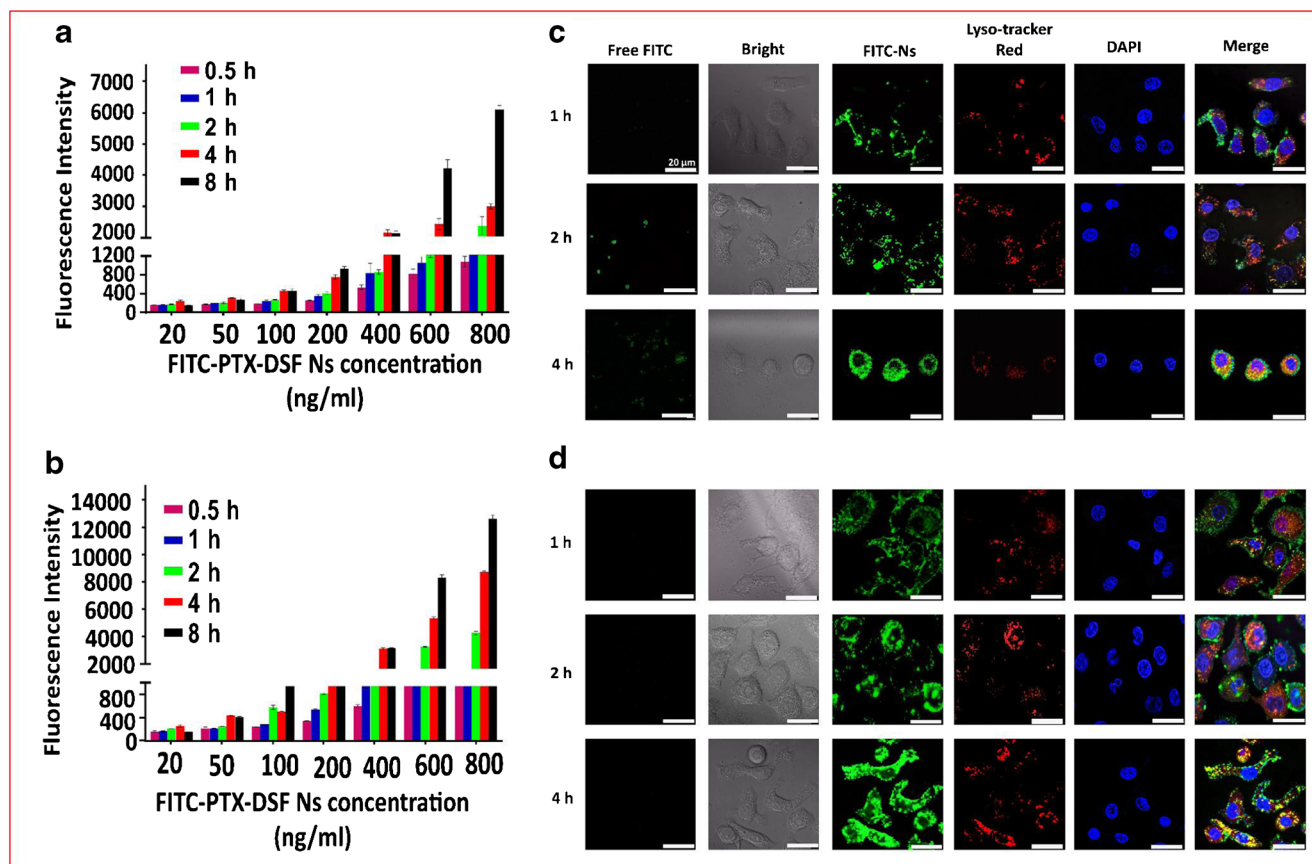 a
7000
6000
5000
4000
3000
2000
1200
800
400
0
Fluorescence Intensity
0.5 h
1 h
2 h
4 h
8 h
20 50 100 200 400 600 800
FITC-PTX-DSF Ns concentration
(ng/ml)
b
14000
12000
10000
8000
6000
4000
2000
800
400
0
Fluorescence Intensity
0.5 h
1 h
2 h
4 h
8 h
20 50 100 200 400 600 800
FITC-PTX-DSF Ns concentration
(ng/ml)
c
Free FITC Bright FITC-Ns Lyso-tracker DAPI Merge
Red
1 h
20 μm
2 h
4 h
d
1 h
2 h
4 h